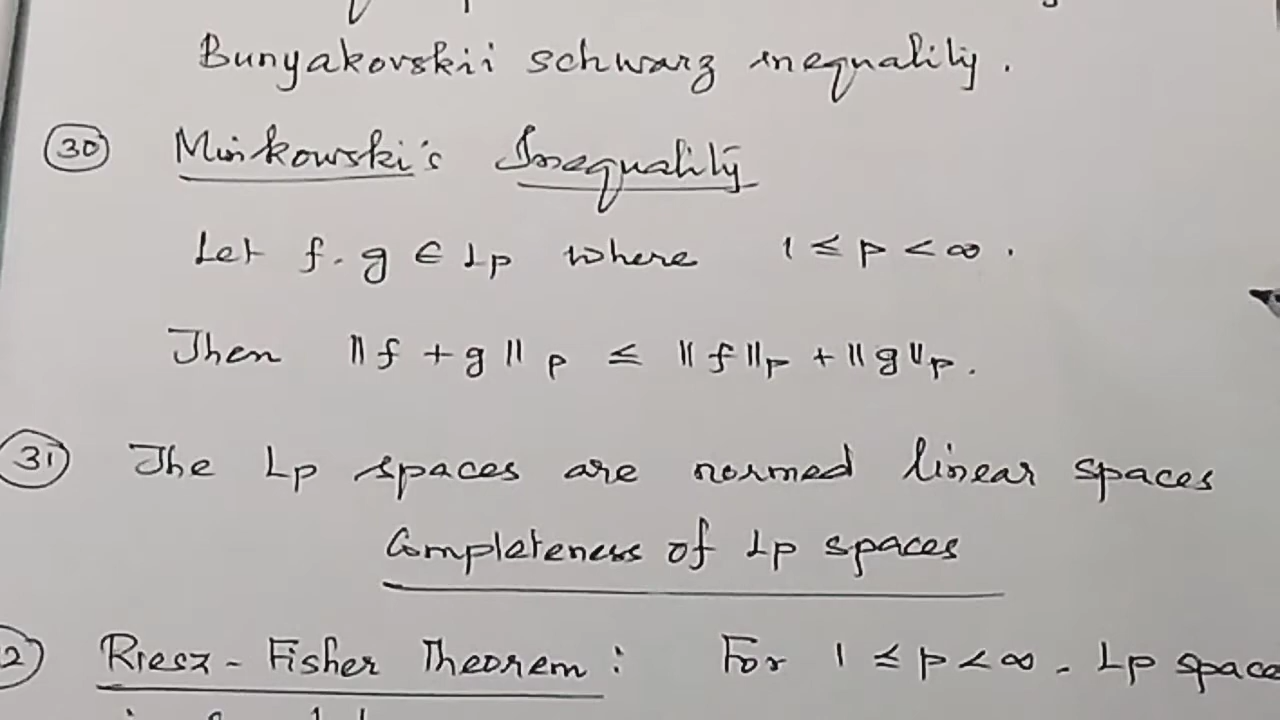 Bunyakovskii schwarz inequality.
30 Minkowski's Inequality
Let f, g ∈ Lp where 1 ≤ p < ∞.
Then ||f + g||p ≤ ||f||p + ||g||p.
31 The Lp spaces are normed linear spaces
Completeness of Lp spaces
2) Riesz - Fisher Theorem : For 1 ≤ p < ∞ - Lp space